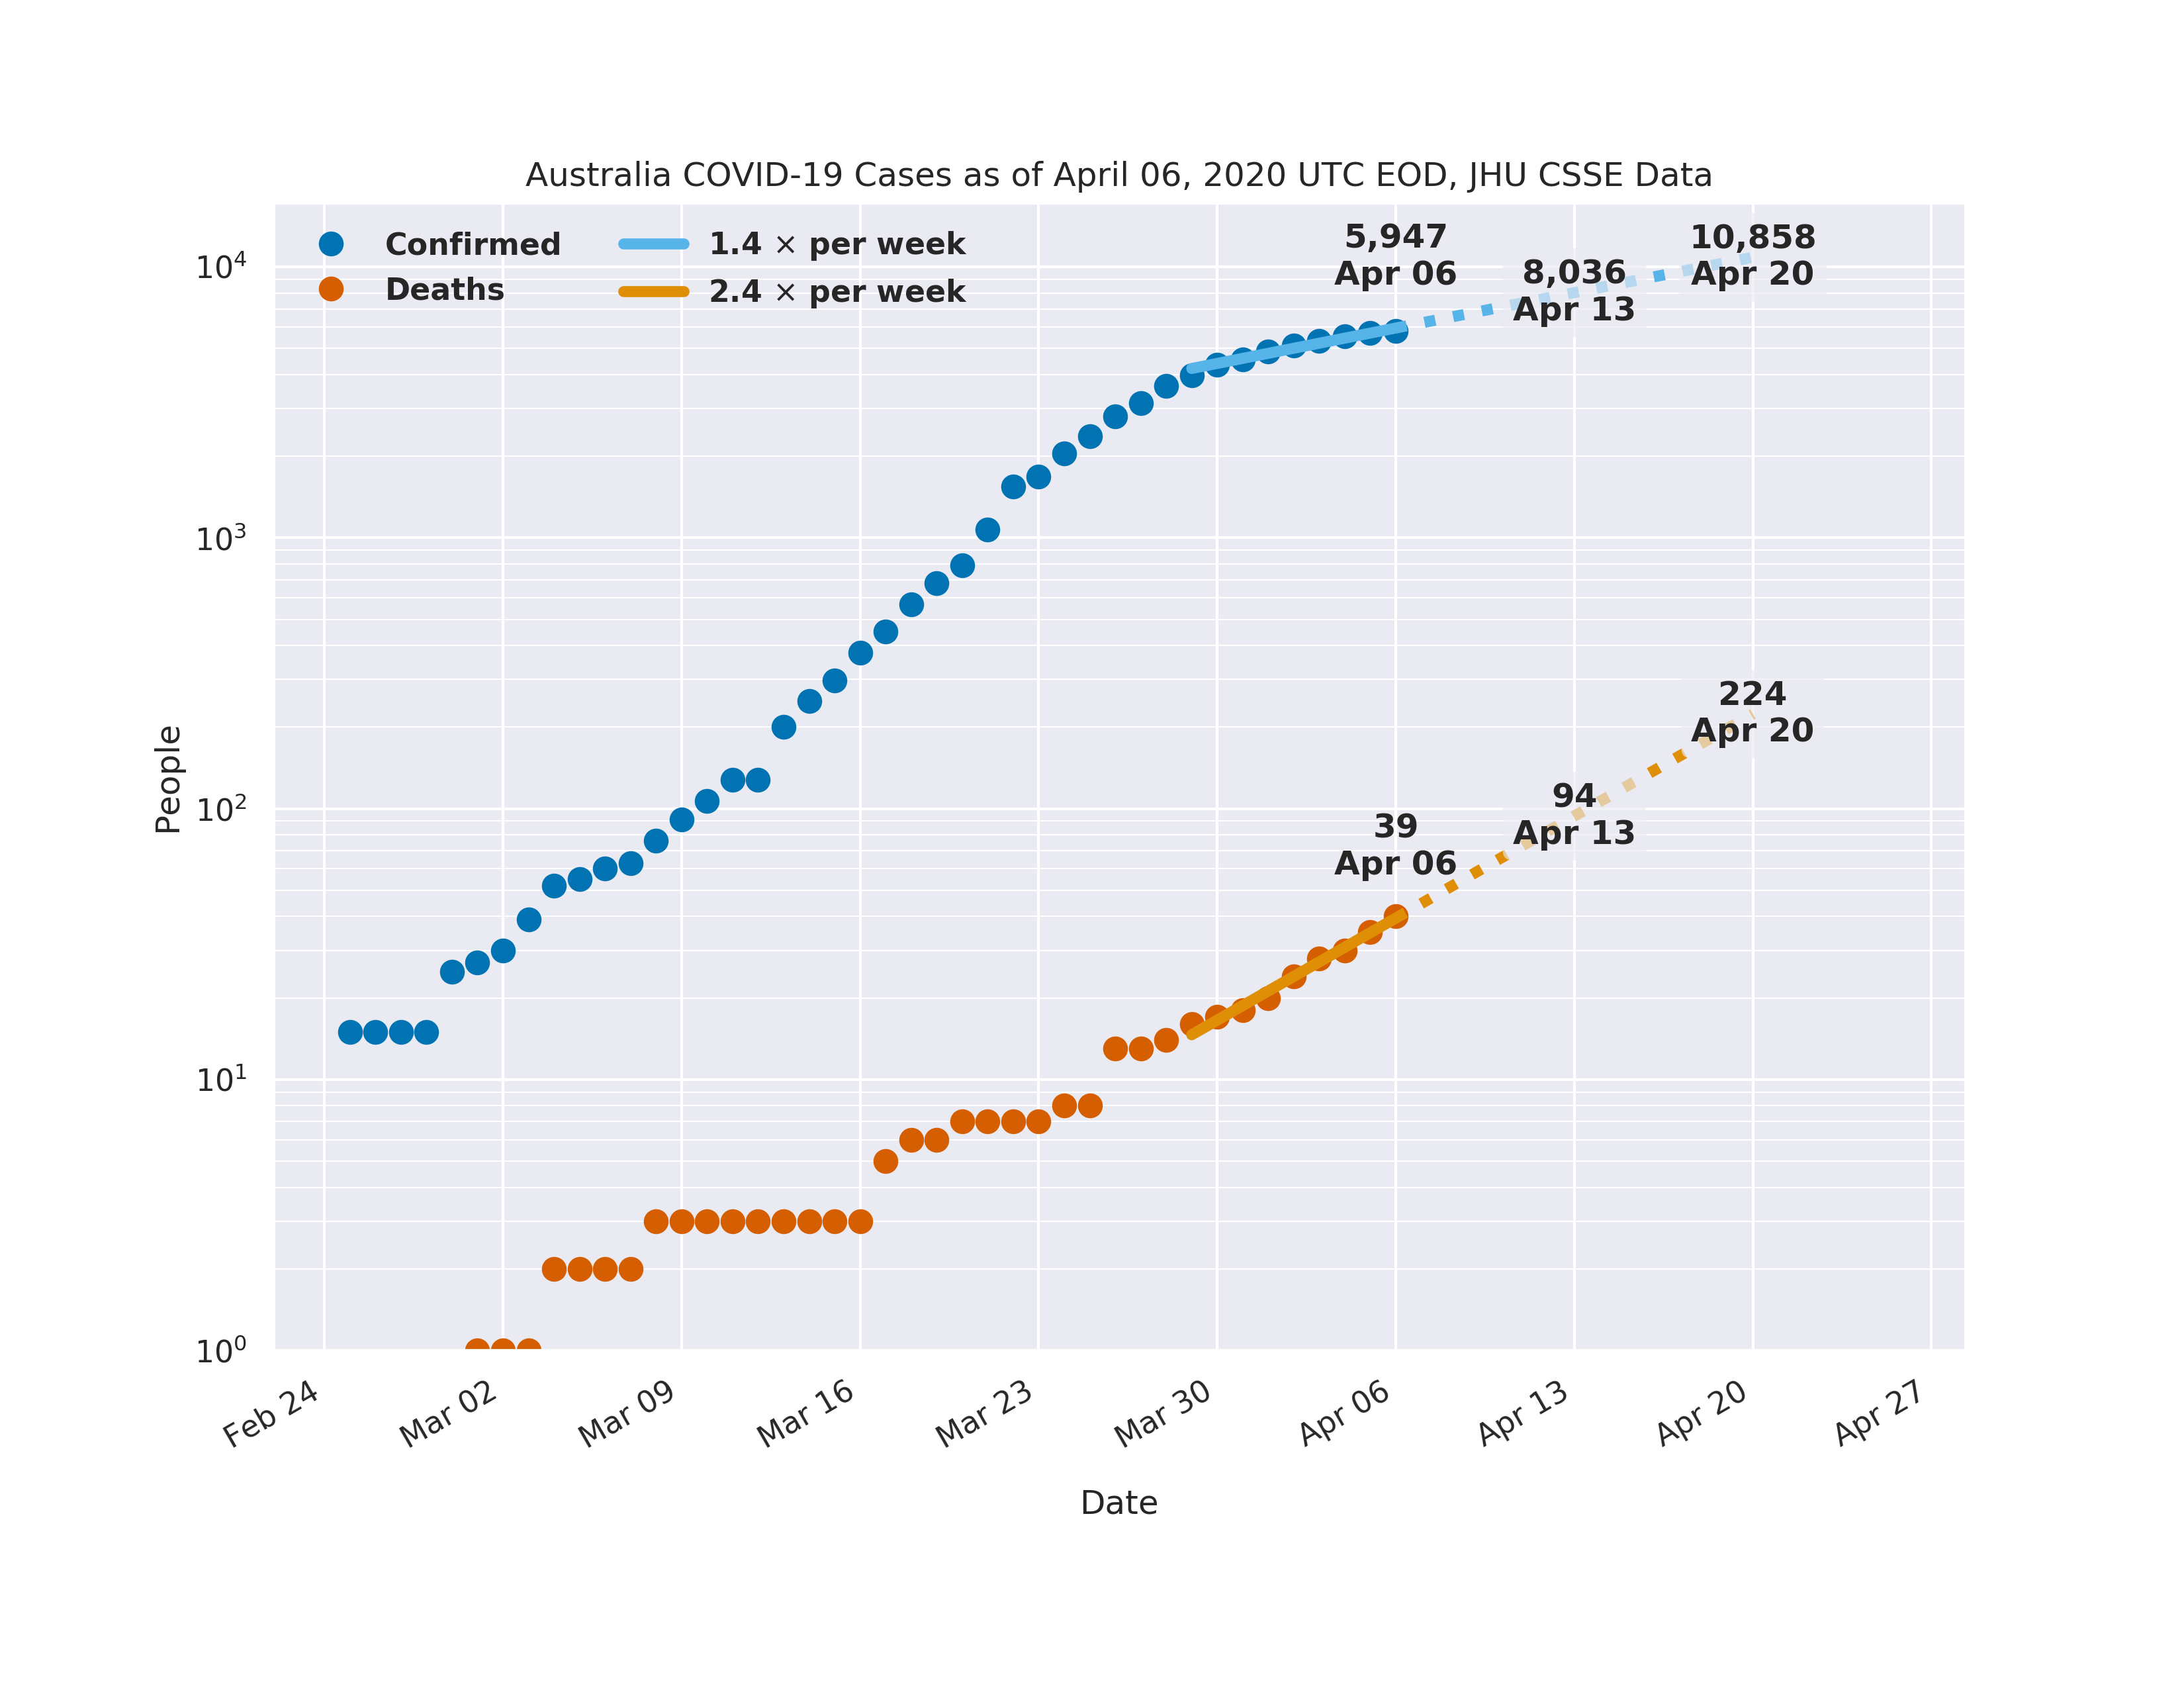 Australia COVID-19 Cases as of April 06, 2020 UTC EOD, JHU CSSE Data
Confirmed
Deaths
1.4 × per week
2.4 × per week
5,947
Apr 06
8,036
Apr 13
10,858
Apr 20
224
Apr 20
94
Apr 13
39
Apr 06
People
10⁴
10³
10²
10¹
10⁰
Feb 24
Mar 02
Mar 09
Mar 16
Mar 23
Mar 30
Apr 06
Apr 13
Apr 20
Apr 27
Date